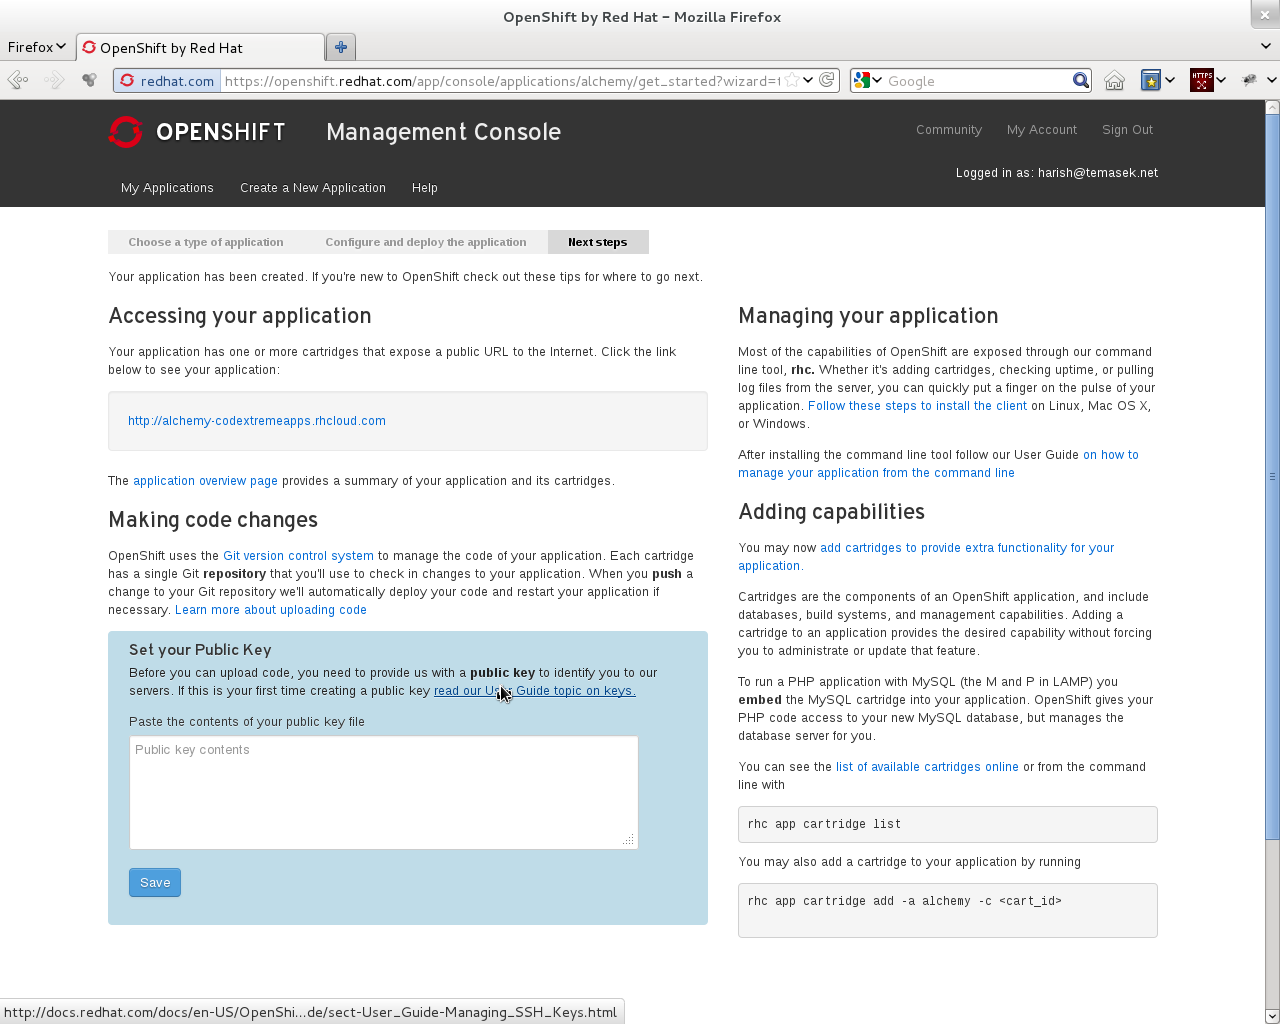 OpenShift by Red Hat – Mozilla Firefox
Firefox
OpenShift by Red Hat
redhat.com
https://openshift.redhat.com/app/console/applications/alchemy/get_started?wizard=t
Google
HTTPS
OPENSHIFT
Management Console
Community
My Account
Sign Out
Logged in as: harish@temasek.net
My Applications
Create a New Application
Help
Choose a type of application
Configure and deploy the application
Next steps
Your application has been created. If you're new to OpenShift check out these tips for where to go next.
Accessing your application
Your application has one or more cartridges that expose a public URL to the Internet. Click the link
below to see your application:
http://alchemy-codextremeapps.rhcloud.com
The application overview page provides a summary of your application and its cartridges.
Making code changes
OpenShift uses the Git version control system to manage the code of your application. Each cartridge
has a single Git repository that you'll use to check in changes to your application. When you push a
change to your Git repository we'll automatically deploy your code and restart your application if
necessary. Learn more about uploading code
Set your Public Key
Before you can upload code, you need to provide us with a public key to identify you to our
servers. If this is your first time creating a public key read our User Guide topic on keys.
Paste the contents of your public key file
Public key contents
Save
Managing your application
Most of the capabilities of OpenShift are exposed through our command
line tool, rhc. Whether it's adding cartridges, checking uptime, or pulling
log files from the server, you can quickly put a finger on the pulse of your
application. Follow these steps to install the client on Linux, Mac OS X,
or Windows.
After installing the command line tool follow our User Guide on how to
manage your application from the command line
Adding capabilities
You may now add cartridges to provide extra functionality for your
application.
Cartridges are the components of an OpenShift application, and include
databases, build systems, and management capabilities. Adding a
cartridge to an application provides the desired capability without forcing
you to administrate or update that feature.
To run a PHP application with MySQL (the M and P in LAMP) you
embed the MySQL cartridge into your application. OpenShift gives your
PHP code access to your new MySQL database, but manages the
database server for you.
You can see the list of available cartridges online or from the command
line with
rhc app cartridge list
You may also add a cartridge to your application by running
rhc app cartridge add -a alchemy -c <cart_id>
http://docs.redhat.com/docs/en-US/OpenShi...de/sect-User_Guide-Managing_SSH_Keys.html